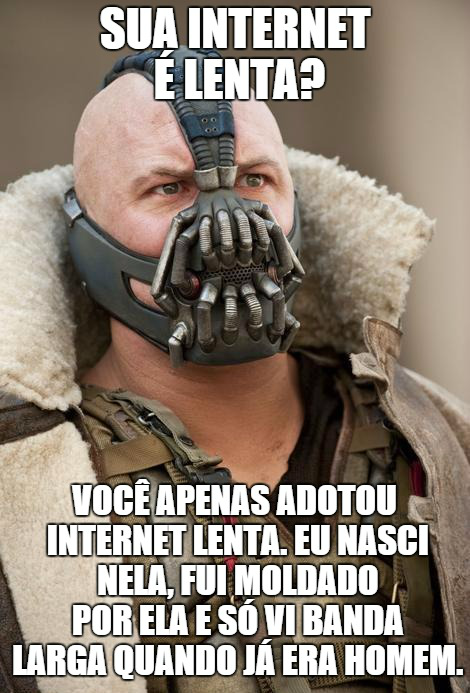 SUA INTERNET
É LENTA?
VOCÊ APENAS ADOTOU
INTERNET LENTA. EU NASCI
NELA, FUI MOLDADO
POR ELA E SÓ VI BANDA
LARGA QUANDO JÁ ERA HOMEM.